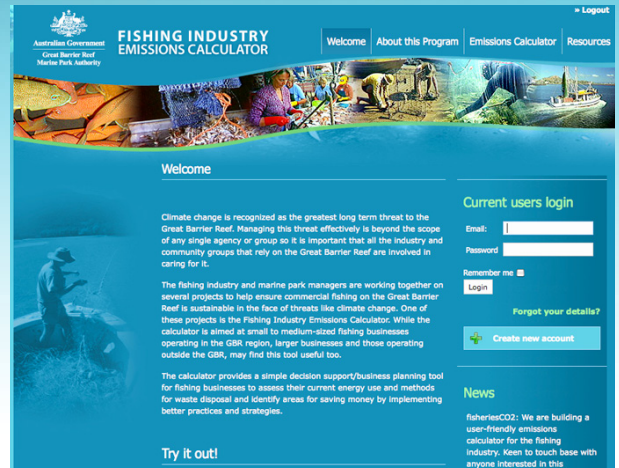 » Logout
Australian Government
Great Barrier Reef
Marine Park Authority
FISHING INDUSTRY
EMISSIONS CALCULATOR
Welcome
About this Program
Emissions Calculator
Resources
Welcome
Climate change is recognized as the greatest long term threat to the
Great Barrier Reef. Managing this threat effectively is beyond the scope
of any single agency or group so it is important that all the industry and
community groups that rely on the Great Barrier Reef are involved in
caring for it.
The fishing industry and marine park managers are working together on
several projects to help ensure commercial fishing on the Great Barrier
Reef is sustainable in the face of threats like climate change. One of
these projects is the Fishing Industry Emissions Calculator. While the
calculator is aimed at small to medium-sized fishing businesses
operating in the GBR region, larger businesses and those operating
outside the GBR, may find this tool useful too.
The calculator provides a simple decision support/business planning tool
for fishing businesses to assess their current energy use and methods
for waste disposal and identify areas for saving money by implementing
better practices and strategies.
Try it out!
Current users login
Email:
Password
Remember me
Login
Forgot your details?
Create new account
News
fisheriesCO2: We are building a
user-friendly emissions
calculator for the fishing
industry. Keen to touch base with
anyone interested in this